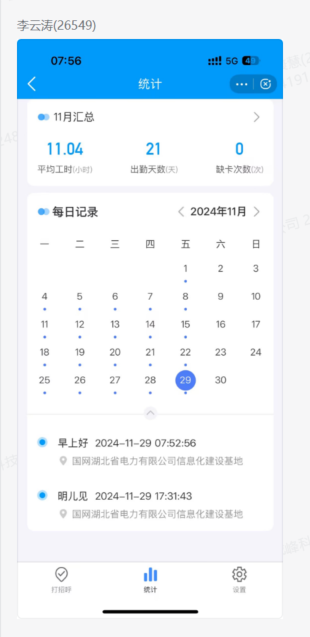 李云涛(26549)
07:56 5G 4
统计
11月汇总
11.04 21 0
平均工时(小时) 出勤天数(天) 缺卡次数(次)
每日记录 2024年11月
一 二 三 四 五 六 日
1 2 3
4 5 6 7 8 9 10
11 12 13 14 15 16 17
18 19 20 21 22 23 24
25 26 27 28 29 30
早上好 2024-11-29 07:52:56
国网湖北省电力有限公司信息化建设基地
明儿见 2024-11-29 17:31:43
国网湖北省电力有限公司信息化建设基地
打招呼 统计 设置